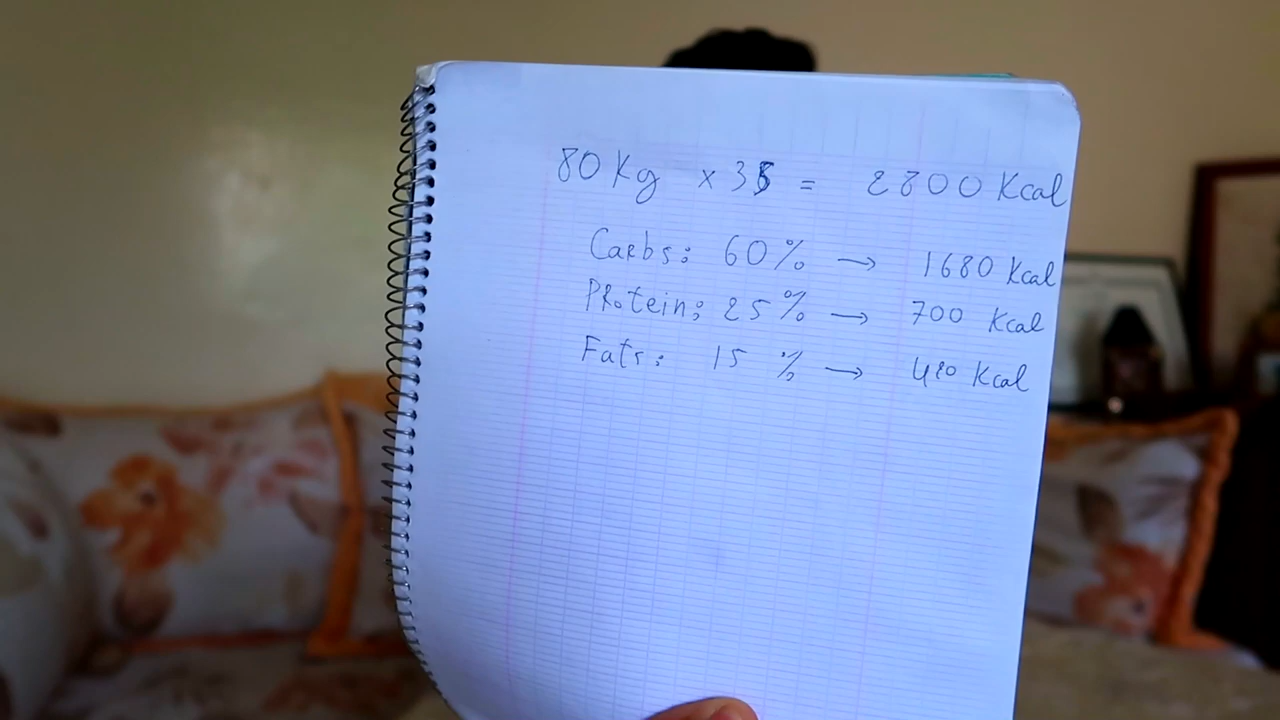 80 Kg x 35 = 2800 Kcal
Carbs: 60% → 1680 Kcal
Protein: 25% → 700 Kcal
Fats: 15 % → 420 Kcal